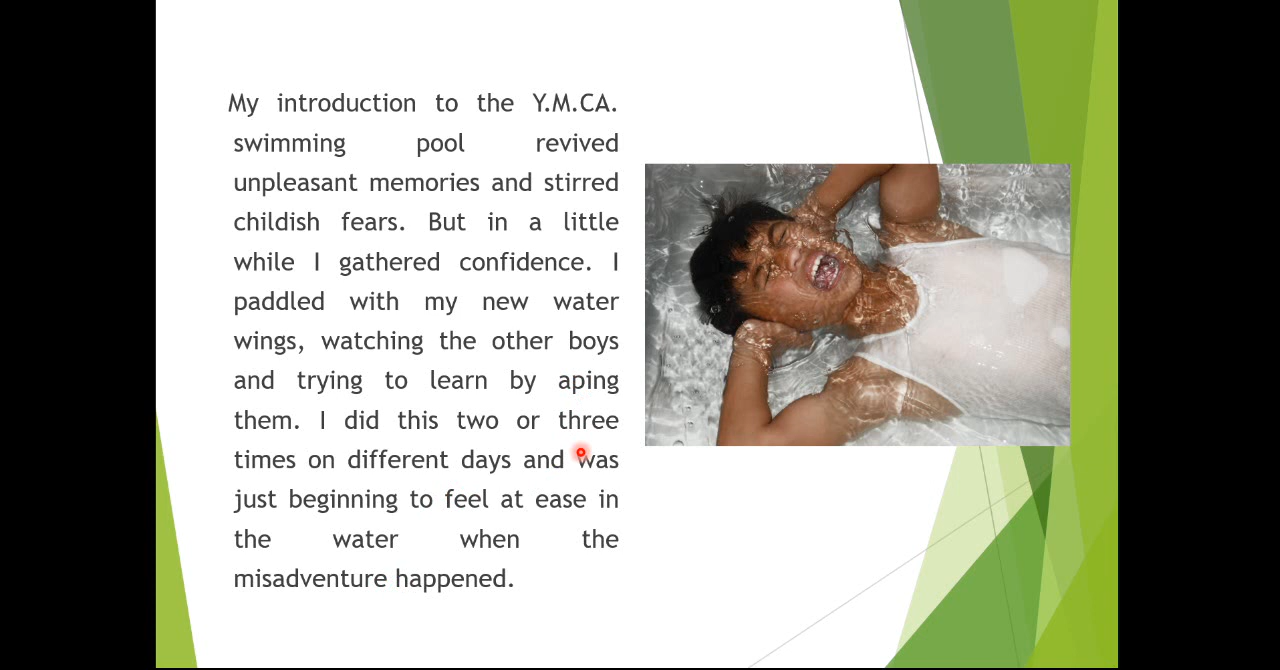 My introduction to the Y.M.CA.
swimming pool revived
unpleasant memories and stirred
childish fears. But in a little
while I gathered confidence. I
paddled with my new water
wings, watching the other boys
and trying to learn by aping
them. I did this two or three
times on different days and was
just beginning to feel at ease in
the water when the
misadventure happened.